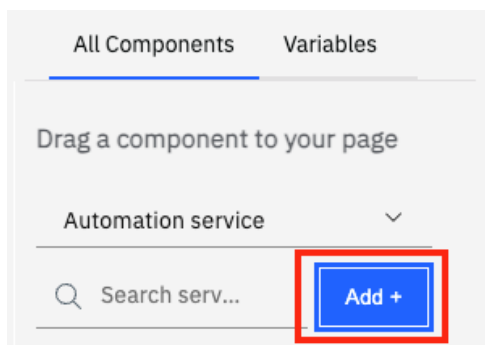 All Components Variables
Drag a component to your page
Automation service
Search serv... Add +